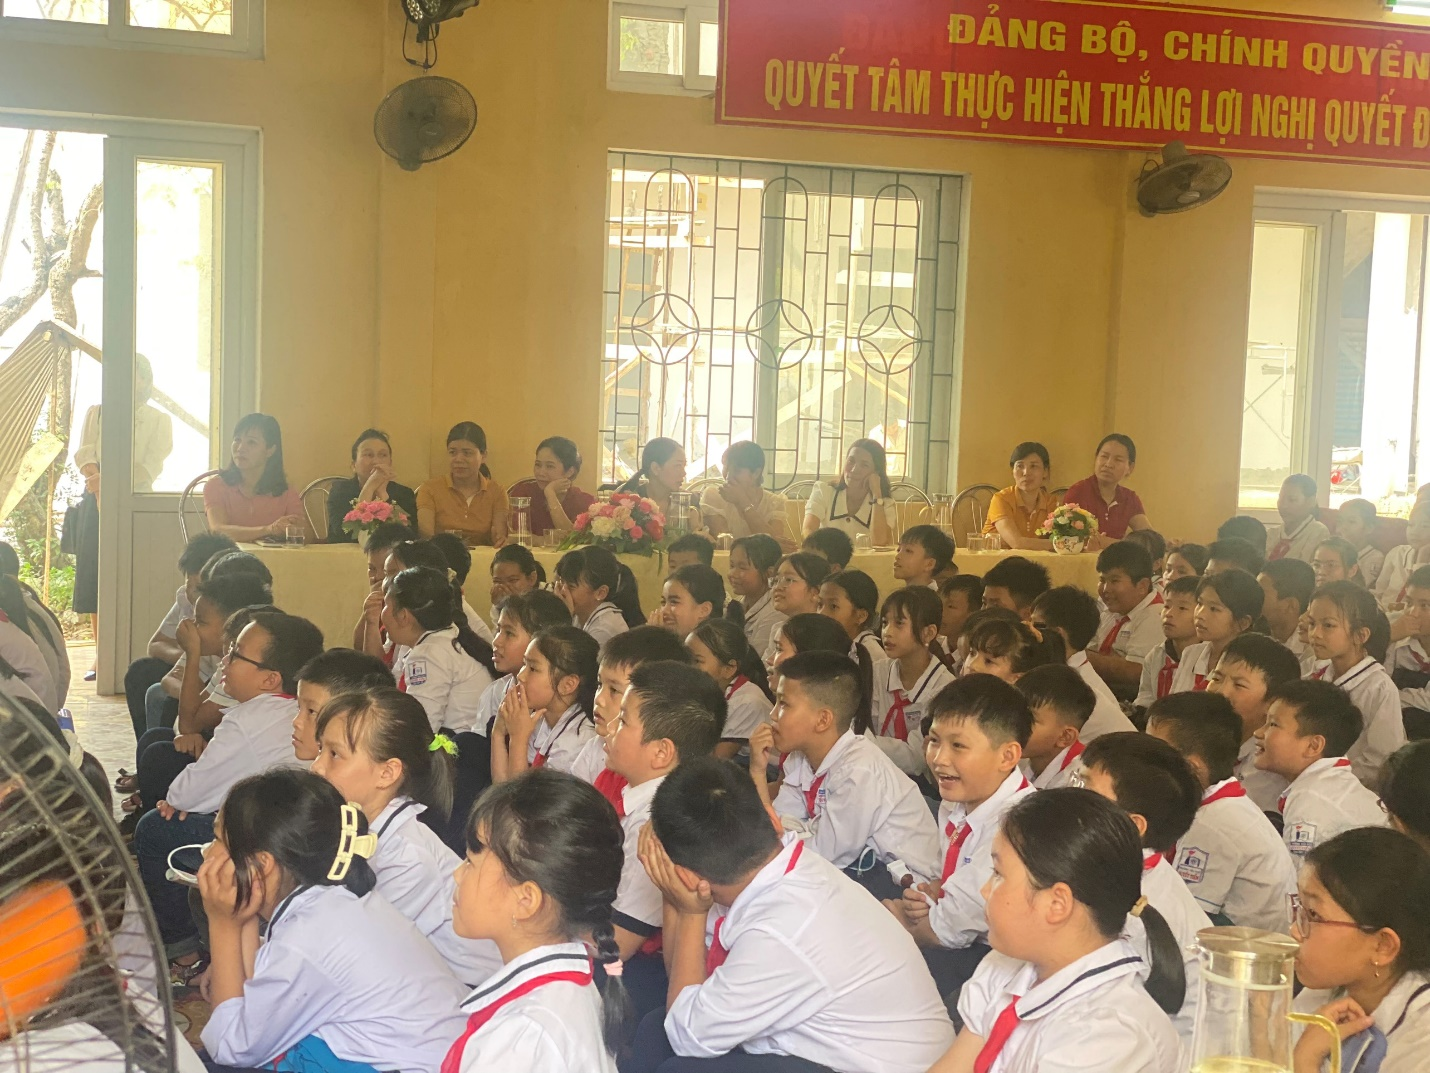 ĐẢNG BỘ, CHÍNH QUYỀN
QUYẾT TÂM THỰC HIỆN THẮNG LỢI NGHỊ QUYẾT Đ